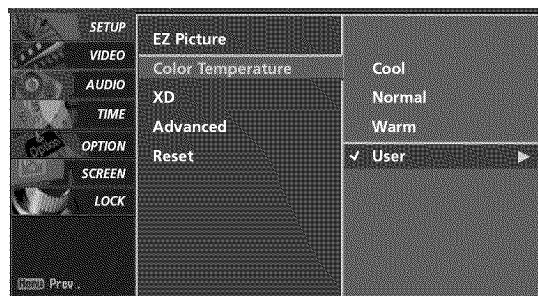 SETUP
VIDEO
AUDIO
TIME
OPTION
SCREEN
LOCK
Menu Prev.
EZ Picture
Color Temperature
XD
Advanced
Reset
Cool
Normal
Warm
✓ User ▶